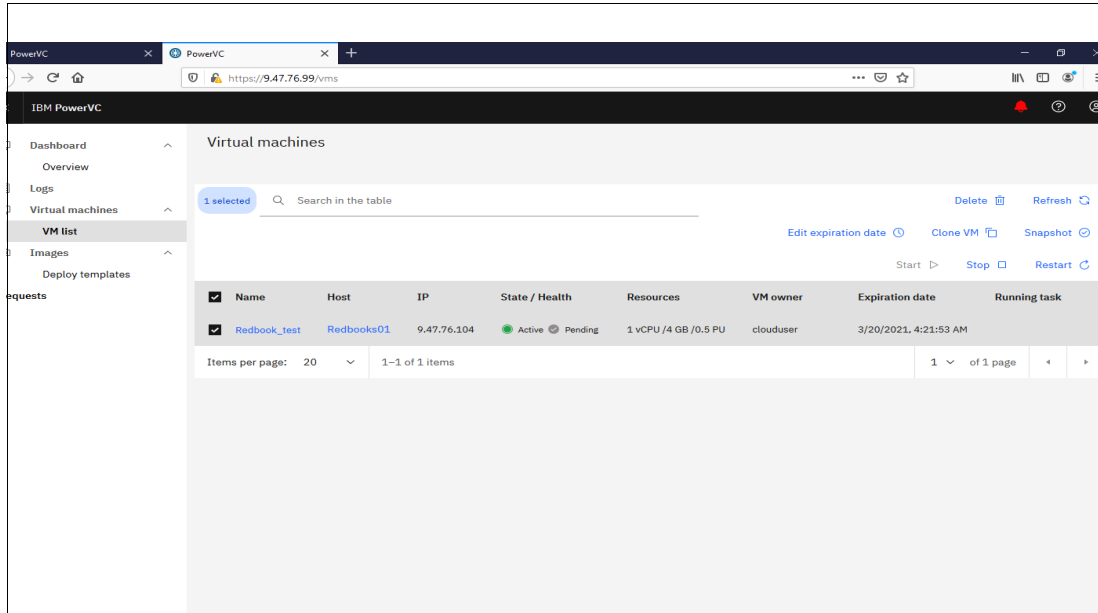 PowerVC
PowerVC
https://9.47.76.99/vms
IBM PowerVC
Dashboard
Overview
Logs
Virtual machines
VM list
Images
Deploy templates
equests
Virtual machines
1 selected
Search in the table
Delete
Refresh
Edit expiration date
Clone VM
Snapshot
Start
Stop
Restart
Name Host IP State / Health Resources VM owner Expiration date Running task
Redbook_test Redbooks01 9.47.76.104 Active Pending 1 vCPU /4 GB /0.5 PU clouduser 3/20/2021, 4:21:53 AM
Items per page: 20 1–1 of 1 items 1 of 1 page